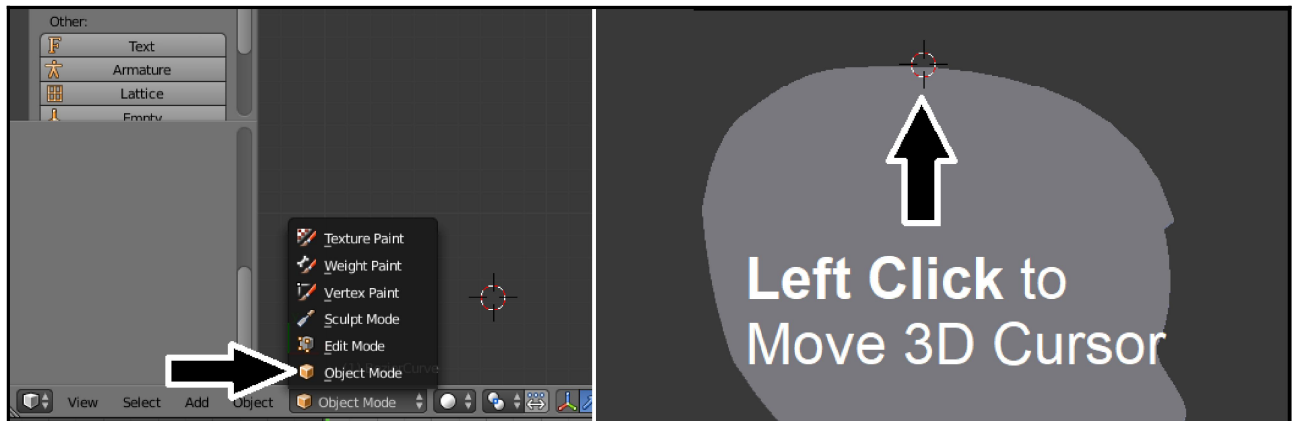 Other:
Text
Armature
Lattice
Empty
Texture Paint
Weight Paint
Vertex Paint
Sculpt Mode
Edit Mode
Object Mode
View Select Add Object Object Mode
Left Click to
Move 3D Cursor